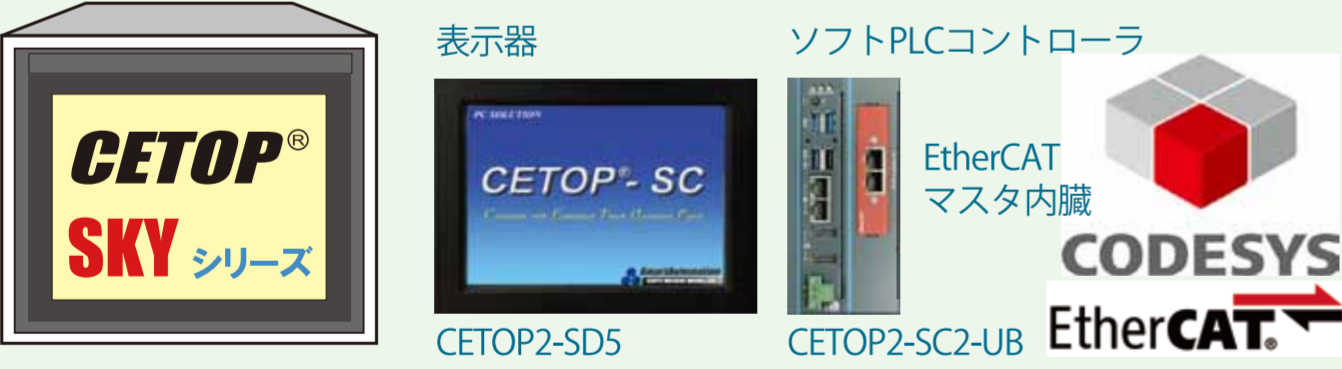 CETOP®
SKY シリーズ
表示器
PC SOLUTION
CETOP®- SC
SmartAutomation
CETOP2-SD5
ソフトPLCコントローラ
EtherCAT
マスタ内臓
CETOP2-SC2-UB
CODESYS
EtherCAT®